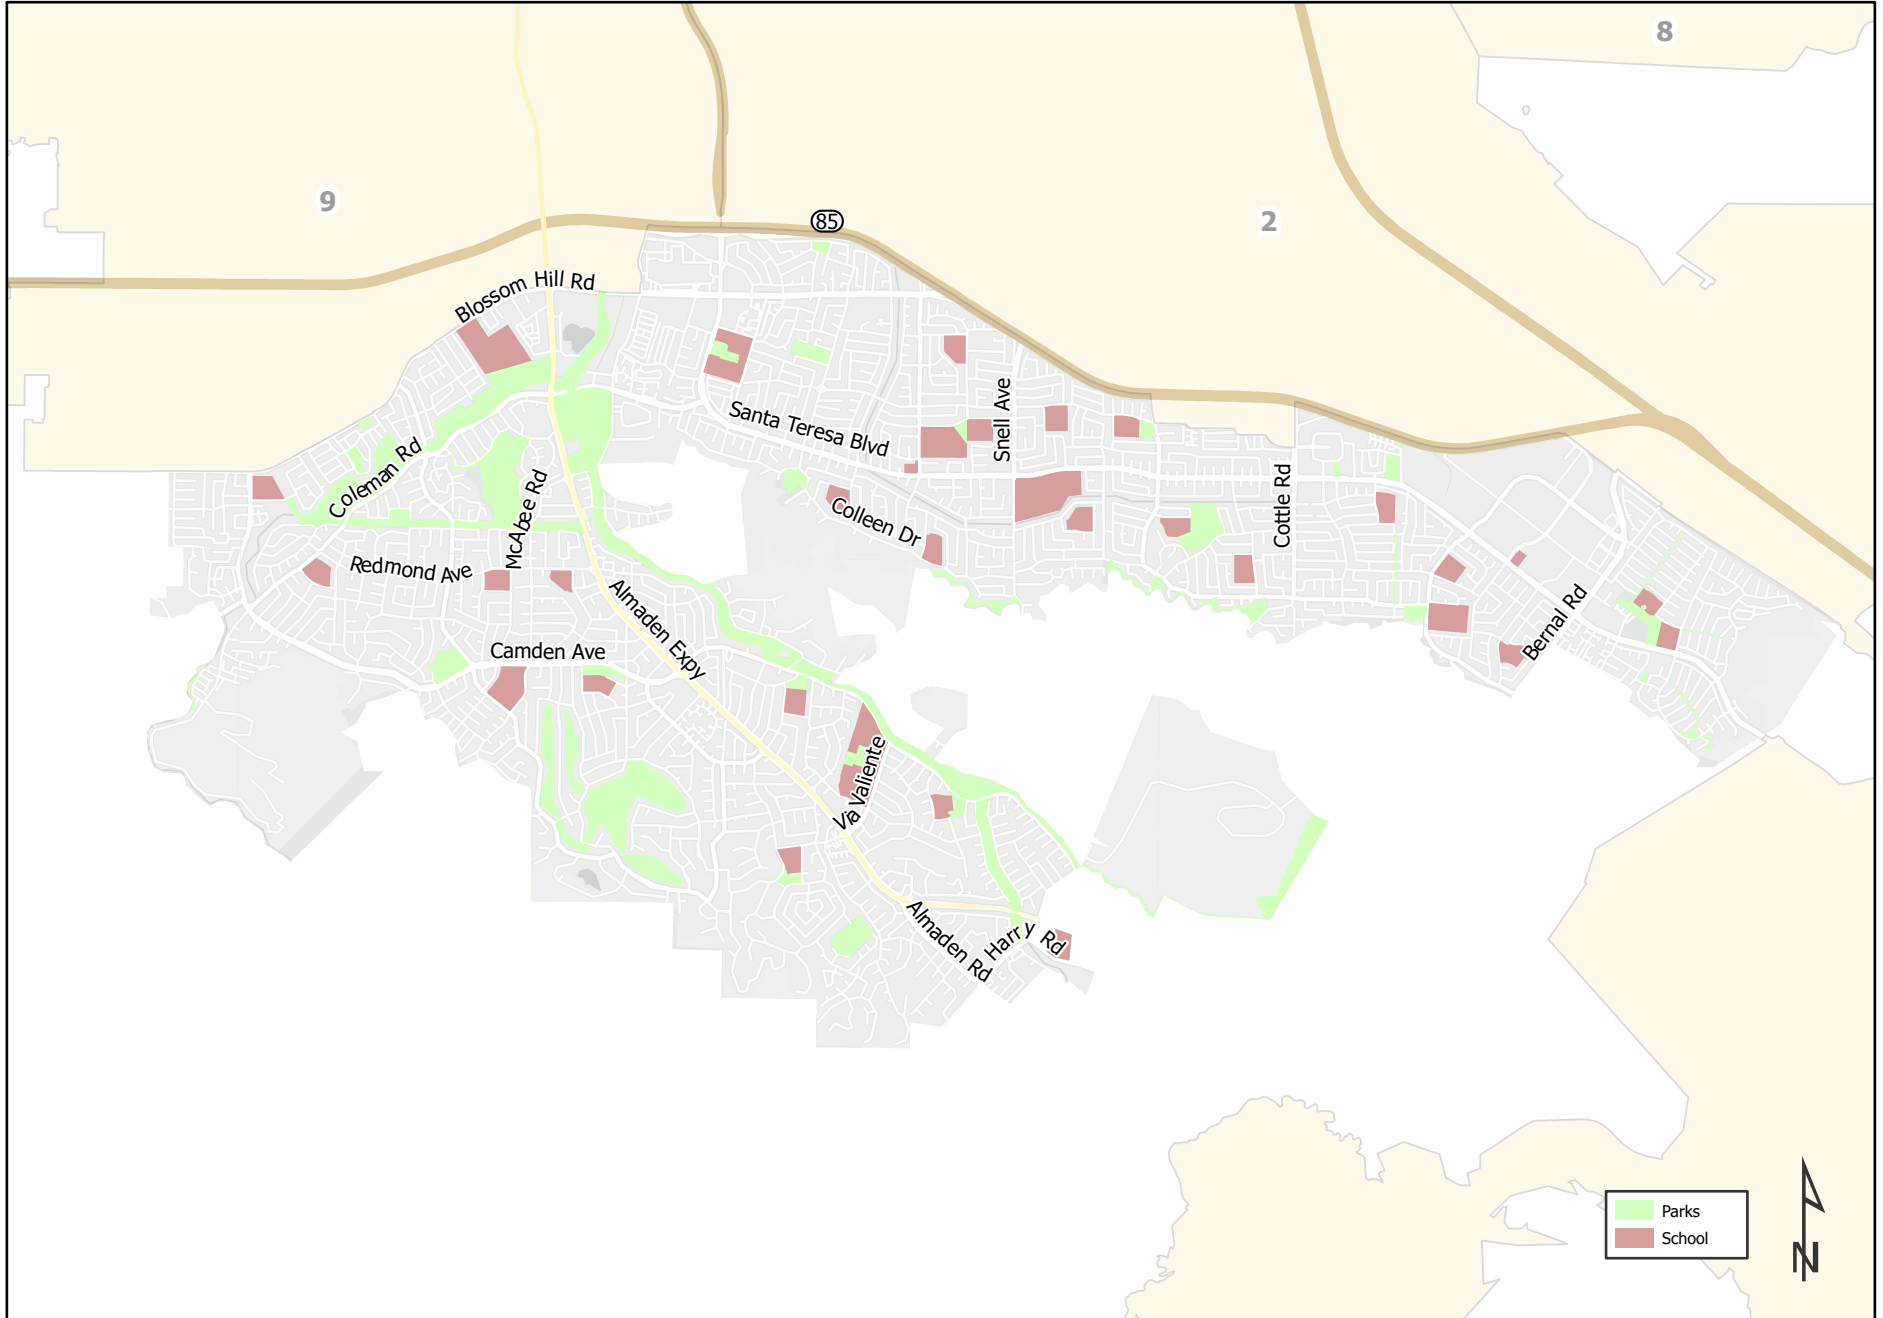 8
9
2
85
Blossom Hill Rd
Santa Teresa Blvd
Snell Ave
Coleman Rd
McAbee Rd
Cottle Rd
Colleen Dr
Redmond Ave
Almaden Expy
Bernal Rd
Camden Ave
Via Valiente
Almaden Rd
Harry Rd
Parks
School
N